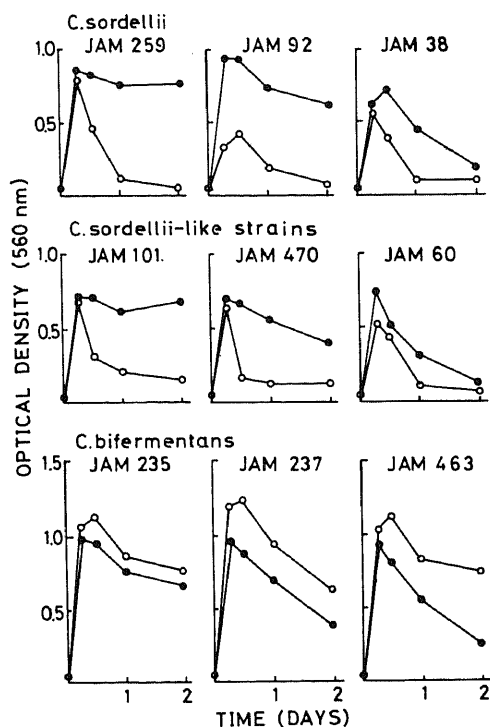 C.sordellii
JAM 259 JAM 92 JAM 38
1.0
0.5
C.sordellii-like strains
JAM 101. JAM 470 JAM 60
1.0
0.5
C.bifermentans
JAM 235 JAM 237 JAM 463
1.5
1.0
0.5
1 2 1 2 1 2
TIME (DAYS)
OPTICAL DENSITY (560 nm)